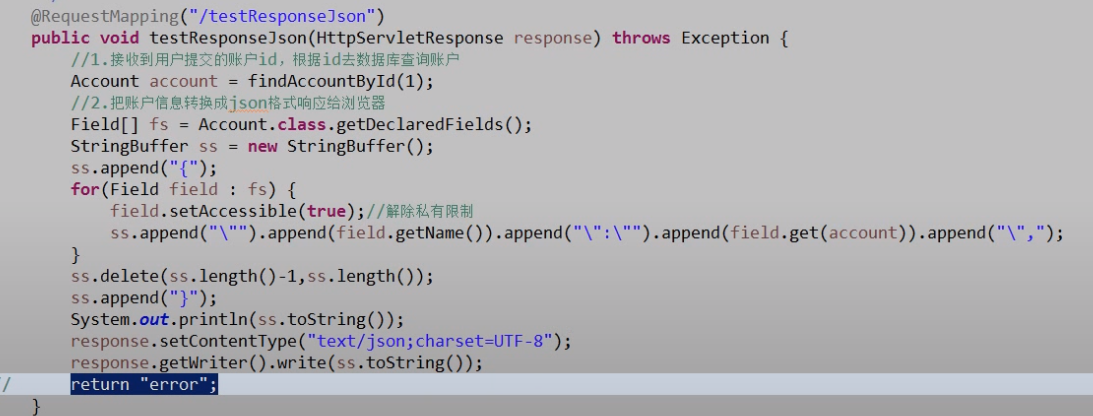 @RequestMapping("/testResponseJson")
public void testResponseJson(HttpServletResponse response) throws Exception {
//1.接收到用户提交的账户id，根据id去数据库查询账户
Account account = findAccountById(1);
//2.把账户信息转换成json格式响应给浏览器
Field[] fs = Account.class.getDeclaredFields();
StringBuffer ss = new StringBuffer();
ss.append("{");
for(Field field : fs) {
field.setAccessible(true);//解除私有限制
ss.append("\"").append(field.getName()).append("\":\"").append(field.get(account)).append("\",");
}
ss.delete(ss.length()-1,ss.length());
ss.append("}");
System.out.println(ss.toString());
response.setContentType("text/json;charset=UTF-8");
response.getWriter().write(ss.toString());
// return "error";
}